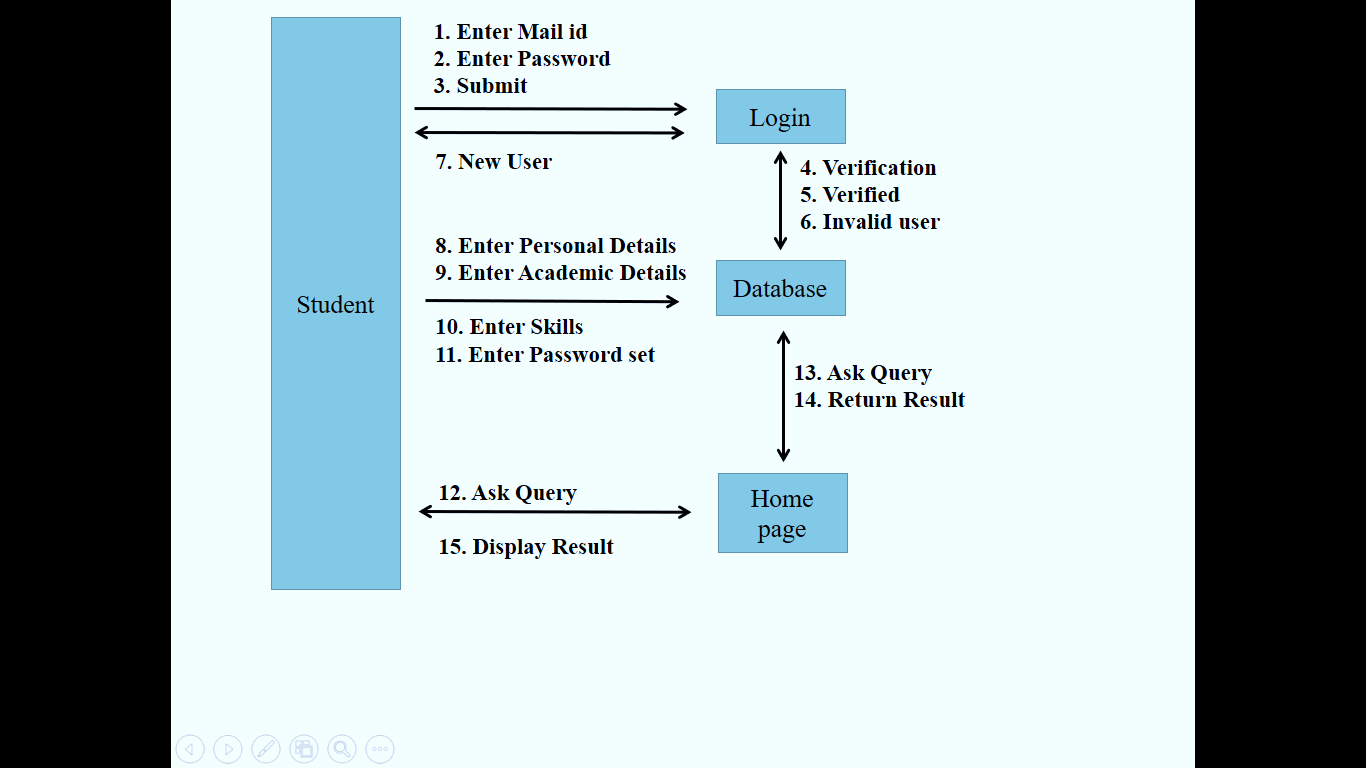 1. Enter Mail id
2. Enter Password
3. Submit
Login
7. New User
4. Verification
5. Verified
6. Invalid user
8. Enter Personal Details
9. Enter Academic Details
Database
Student
10. Enter Skills
11. Enter Password set
13. Ask Query
14. Return Result
12. Ask Query
Home
page
15. Display Result